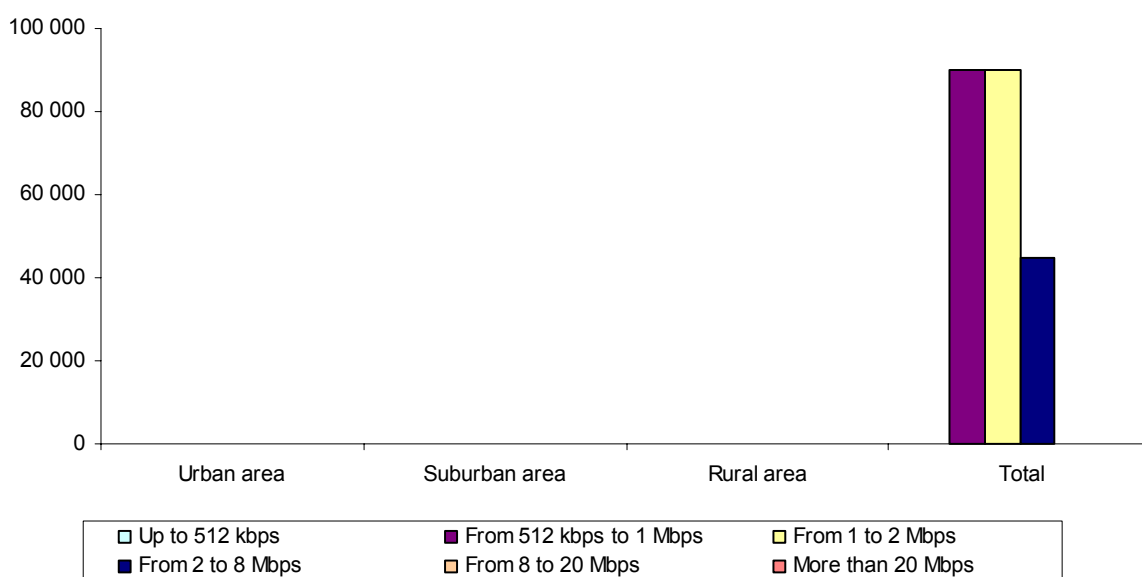 100 000
80 000
60 000
40 000
20 000
0
Urban area Suburban area Rural area Total
Up to 512 kbps From 512 kbps to 1 Mbps From 1 to 2 Mbps
From 2 to 8 Mbps From 8 to 20 Mbps More than 20 Mbps